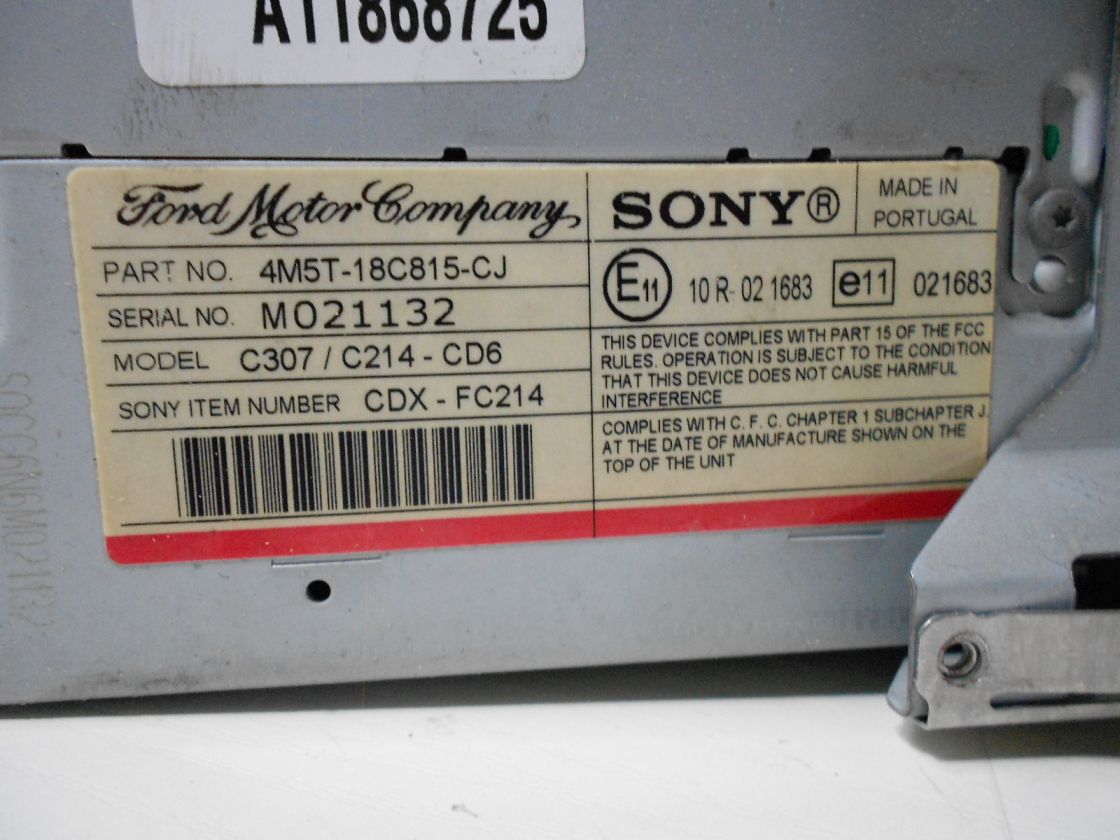 A11868725
Ford Motor Company
SONY®
MADE IN
PORTUGAL
PART NO. 4M5T-18C815-CJ
SERIAL NO. M021132
MODEL C307 / C214 - CD6
SONY ITEM NUMBER CDX - FC214
E11 10 R- 02 1683 e11 021683
THIS DEVICE COMPLIES WITH PART 15 OF THE FCC
RULES. OPERATION IS SUBJECT TO THE CONDITION
THAT THIS DEVICE DOES NOT CAUSE HARMFUL
INTERFERENCE
COMPLIES WITH C. F. C. CHAPTER 1 SUBCHAPTER J.
AT THE DATE OF MANUFACTURE SHOWN ON THE
TOP OF THE UNIT